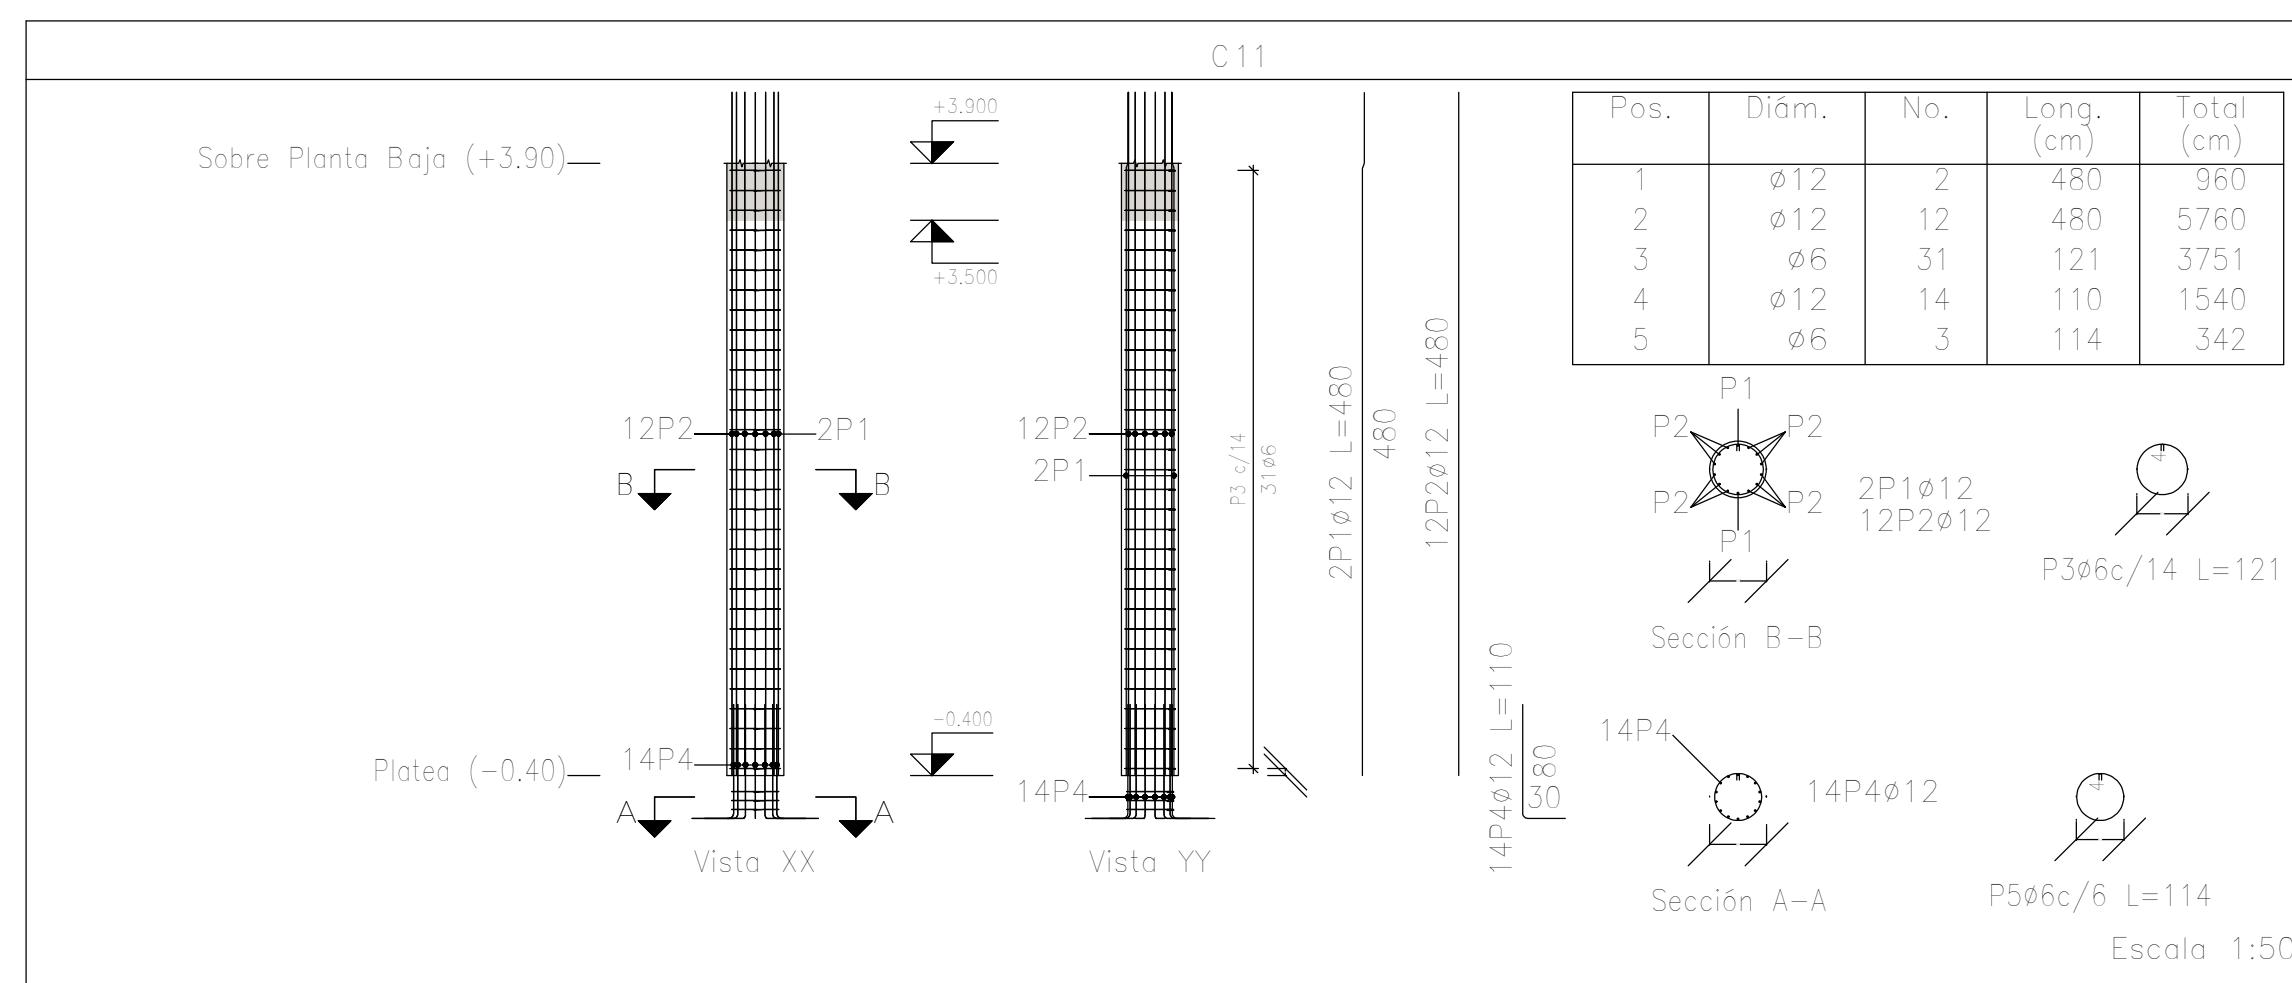 C11
Sobre Planta Baja (+3.90)
+3.900
+3.500
12P2
2P1
B
B
14P4
Platea (-0.40)
A
A
Vista XX
12P2
2P1
-0.400
14P4
Vista YY
P3 c/14
31ø6
2P1ø12 L=480
480
12P2ø12 L=480
14P4ø12 L=110
80
30
Pos. Diám. No. Long. (cm) Total (cm)
1 ø12 2 480 960
2 ø12 12 480 5760
3 ø6 31 121 3751
4 ø12 14 110 1540
5 ø6 3 114 342
P1
P2
P2
P2
P2
P1
2P1ø12
12P2ø12
Sección B-B
4
P3ø6c/14 L=121
14P4
14P4ø12
Sección A-A
4
P5ø6c/6 L=114
Escala 1:50